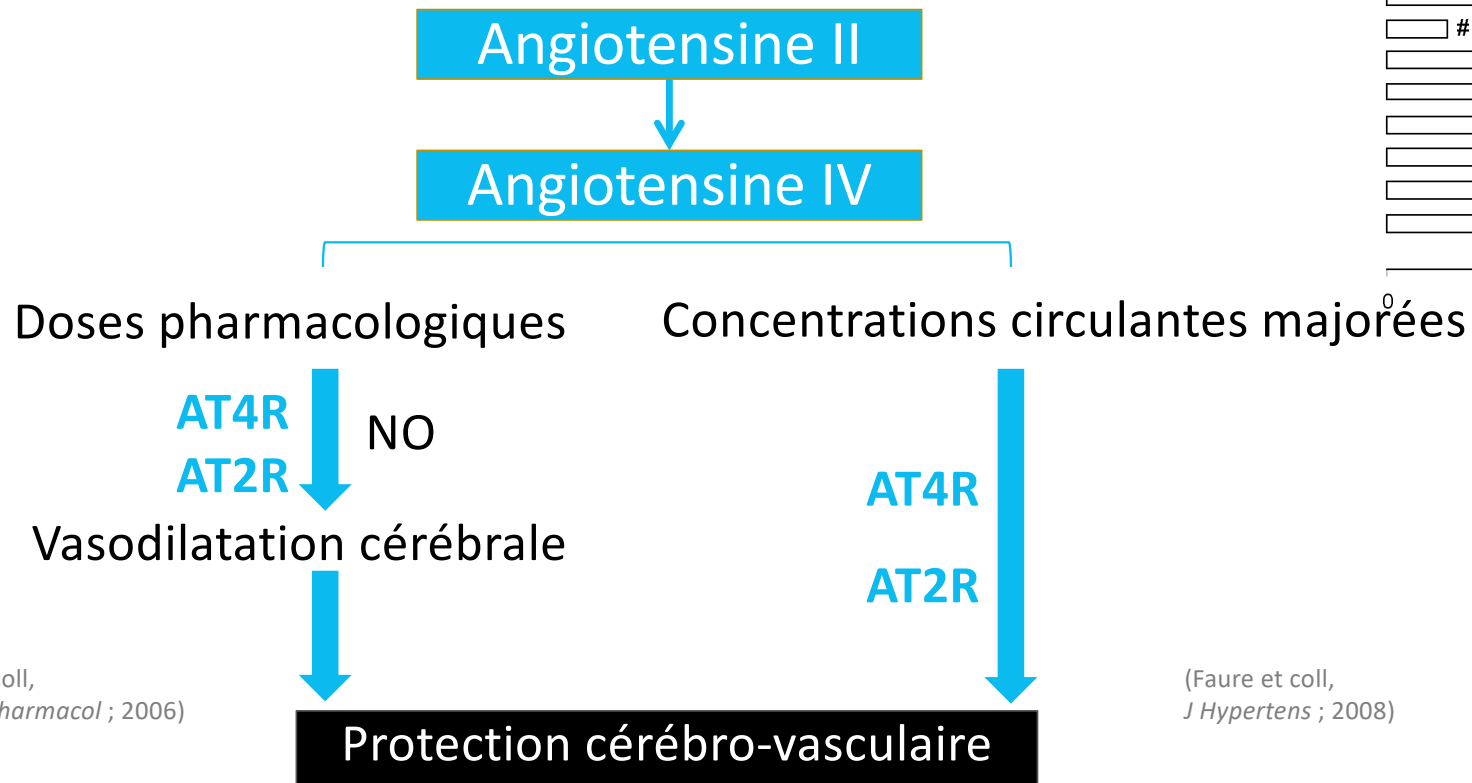 Angiotensine II
#
Angiotensine IV
Doses pharmacologiques
Concentrations circulantes majorées
0
AT4R
NO
AT2R
Vasodilatation cérébrale
AT4R
AT2R
oll,
harmacol ; 2006)
(Faure et coll,
J Hypertens ; 2008)
Protection cérébro-vasculaire